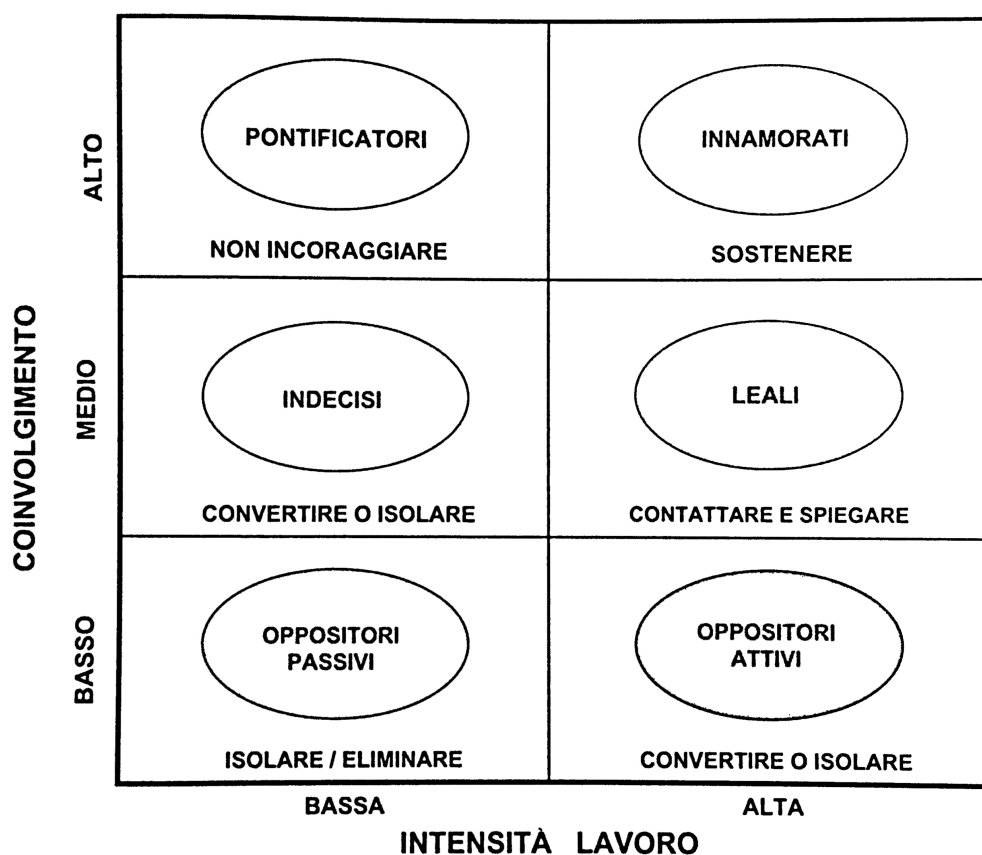 PONTIFICATORI
INNAMORATI
ALTO
NON INCORAGGIARE
SOSTENERE
COINVOLGIMENTO
MEDIO
INDECISI
LEALI
CONVERTIRE O ISOLARE
CONTATTARE E SPIEGARE
BASSO
OPPOSITORI
PASSIVI
OPPOSITORI
ATTIVI
ISOLARE / ELIMINARE
CONVERTIRE O ISOLARE
BASSA
ALTA
INTENSITÀ LAVORO